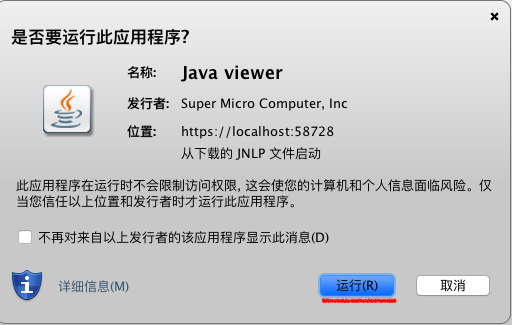 是否要运行此应用程序?
名称: Java viewer
发行者: Super Micro Computer, Inc
位置: https://localhost:58728
从下载的 JNLP 文件启动
此应用程序在运行时不会限制访问权限, 这会使您的计算机和个人信息面临风险。仅
当您信任以上位置和发行者时才运行此应用程序。
不再对来自以上发行者的该应用程序显示此消息(D)
详细信息(M)
运行(R)
取消